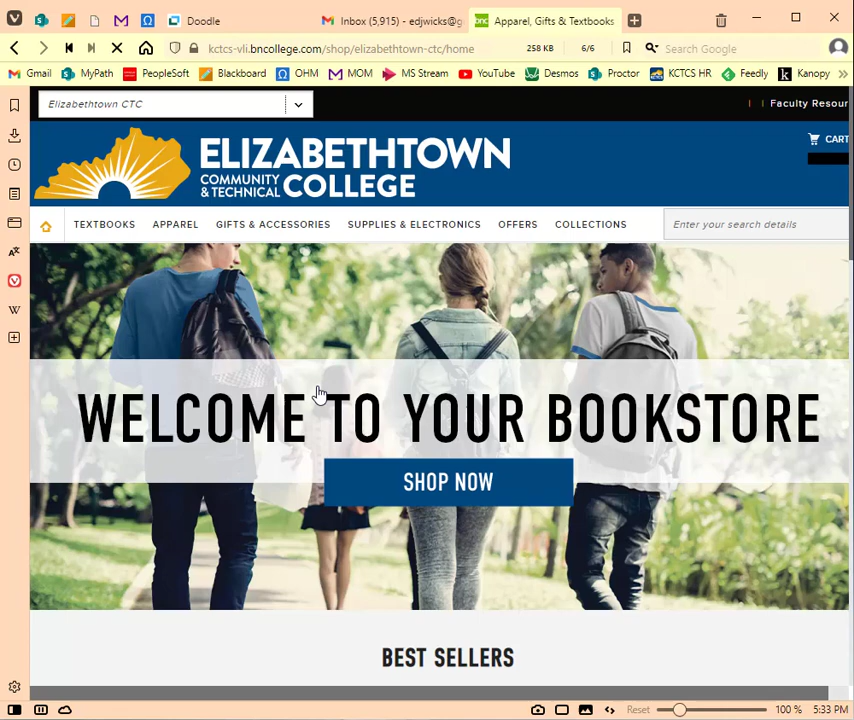 Doodle
Inbox (5,915) - edjwicks@g
bnc Apparel, Gifts & Textbooks
kctcs-vli.bncollege.com/shop/elizabethtown-ctc/home
258 KB
6/6
Search Google
Gmail
MyPath
PeopleSoft
Blackboard
OHM
MOM
MS Stream
YouTube
Desmos
Proctor
KCTCS HR
Feedly
Kanopy
Elizabethtown CTC
Faculty Resour
ELIZABETHTOWN
COMMUNITY
& TECHNICAL COLLEGE
CART
TEXTBOOKS
APPAREL
GIFTS & ACCESSORIES
SUPPLIES & ELECTRONICS
OFFERS
COLLECTIONS
Enter your search details
WELCOME TO YOUR BOOKSTORE
SHOP NOW
BEST SELLERS
Reset
100 %
5:33 PM